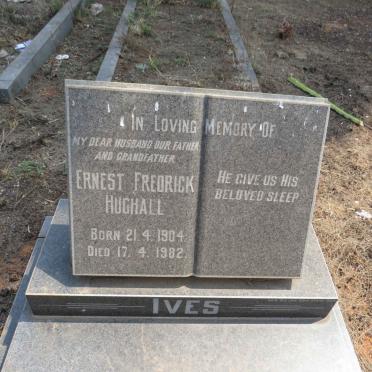 In Loving Memory Of
MY DEAR HUSBAND OUR FATHER
AND GRANDFATHER
ERNEST FREDRICK
HUGHALL
BORN 21. 4. 1904
DIED 17. 4. 1982.
HE GIVE US HIS
BELOVED SLEEP
IVES